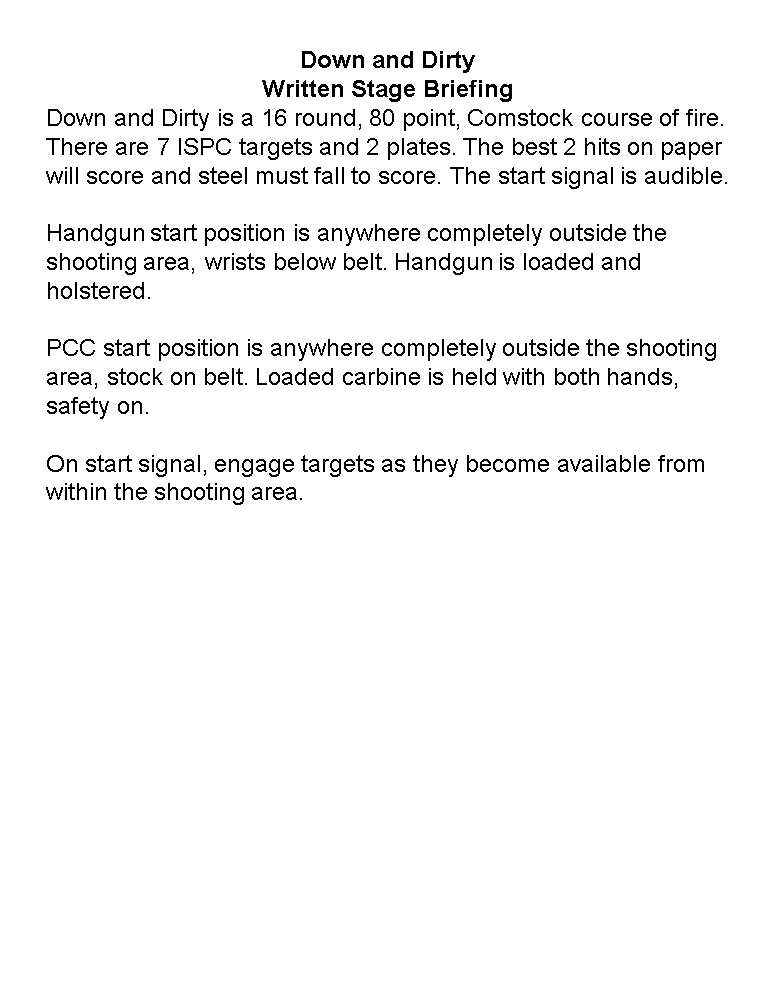 Down and Dirty
Written Stage Briefing
Down and Dirty is a 16 round, 80 point, Comstock course of fire.
There are 7 ISPC targets and 2 plates. The best 2 hits on paper
will score and steel must fall to score. The start signal is audible.
Handgun start position is anywhere completely outside the
shooting area, wrists below belt. Handgun is loaded and
holstered.
PCC start position is anywhere completely outside the shooting
area, stock on belt. Loaded carbine is held with both hands,
safety on.
On start signal, engage targets as they become available from
within the shooting area.